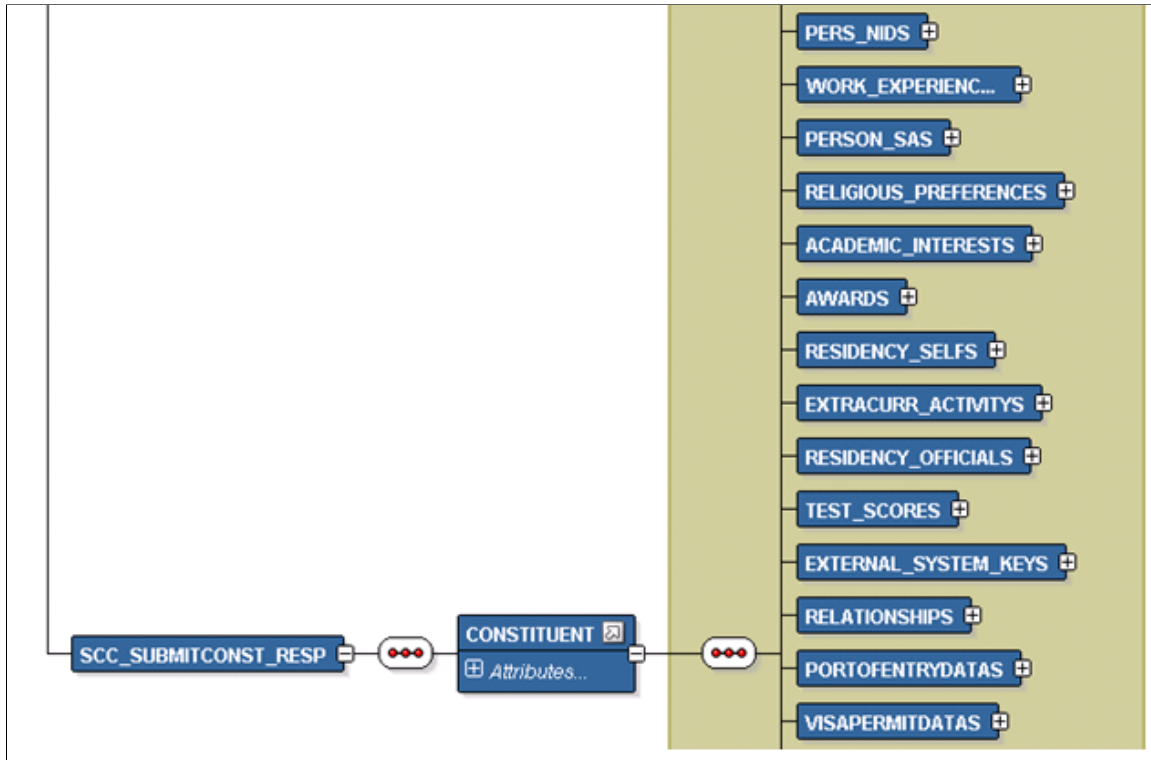 PERS_NIDS
WORK_EXPERIENC...
PERSON_SAS
RELIGIOUS_PREFERENCES
ACADEMIC_INTERESTS
AWARDS
RESIDENCY_SELFS
EXTRACURR_ACTIVITYS
RESIDENCY_OFFICIALS
TEST_SCORES
EXTERNAL_SYSTEM_KEYS
RELATIONSHIPS
PORTOFENTRYDATAS
VISAPERMITDATAS
SCC_SUBMITCONST_RESP
CONSTITUENT
Attributes...